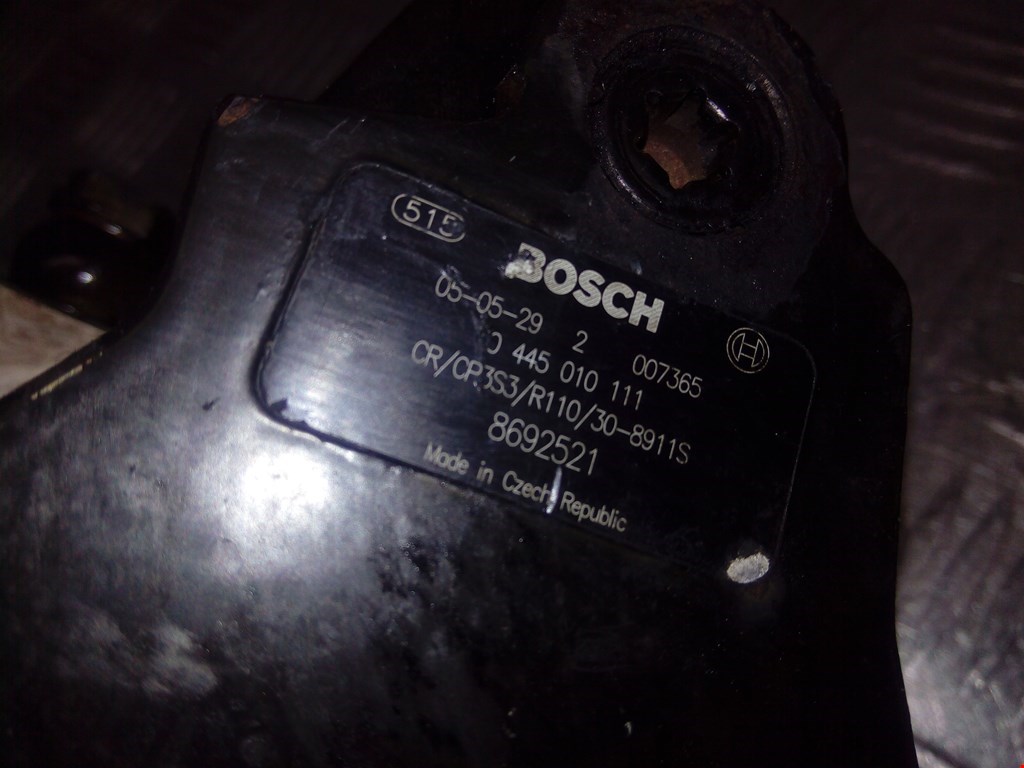 515
BOSCH
05-05-29 2 007365
0 445 010 111
CR/CP3S3/R110/30-8911S
8692521
Made in Czech Republic